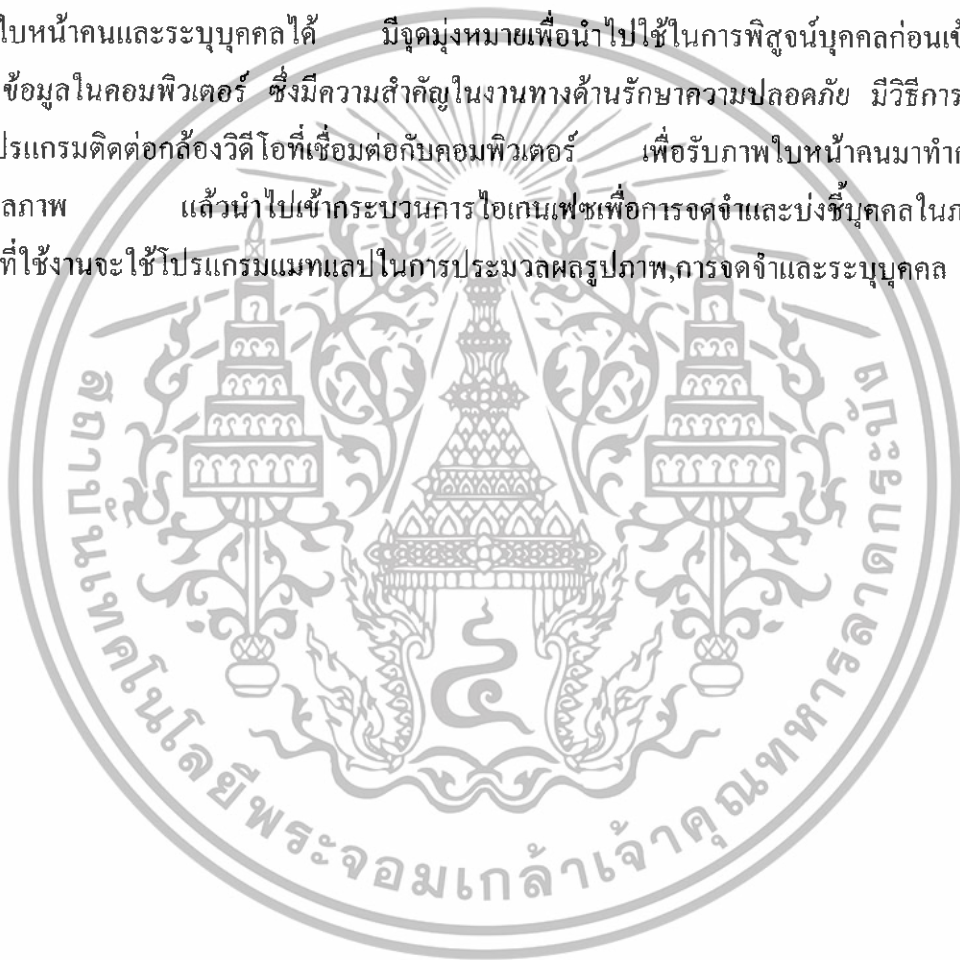 ใบหน้าคนและระบุบุคคลได้ มีจุดมุ่งหมายเพื่อนำไปใช้ในการพิสูจน์บุคคลก่อนเข้
ข้อมูลในคอมพิวเตอร์ ซึ่งมีความสำคัญในงานทางด้านรักษาความปลอดภัย มีวิธีการ
ปรแกรมติดต่อกล้องวิดีโอที่เชื่อมต่อกับคอมพิวเตอร์ เพื่อรับภาพใบหน้าคนมาทำก
ลภาพ แล้วนำไปเข้ากระบวนการไอเกนเฟซเพื่อการจดจำและบ่งชี้บุคคลในภ
ที่ใช้งานจะใช้โปรแกรมแมทแลปในการประมวลผลรูปภาพ,การจดจำและระบุบุคคล
สถาบันเทคโนโลยีพระจอมเกล้าเจ้าคุณทหารลาดกระบัง
๔